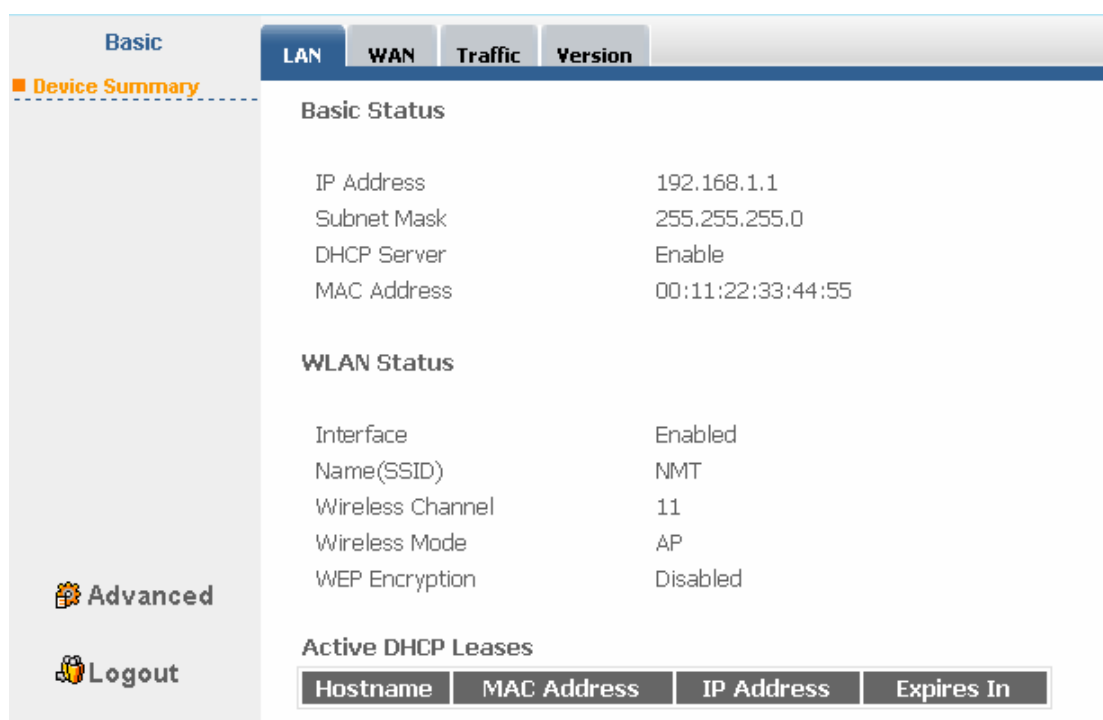 Basic
LAN WAN Traffic Version
Device Summary
Basic Status
IP Address 192.168.1.1
Subnet Mask 255.255.255.0
DHCP Server Enable
MAC Address 00:11:22:33:44:55
WLAN Status
Interface Enabled
Name(SSID) NMT
Wireless Channel 11
Wireless Mode AP
WEP Encryption Disabled
Advanced
Active DHCP Leases
Logout
Hostname MAC Address IP Address Expires In